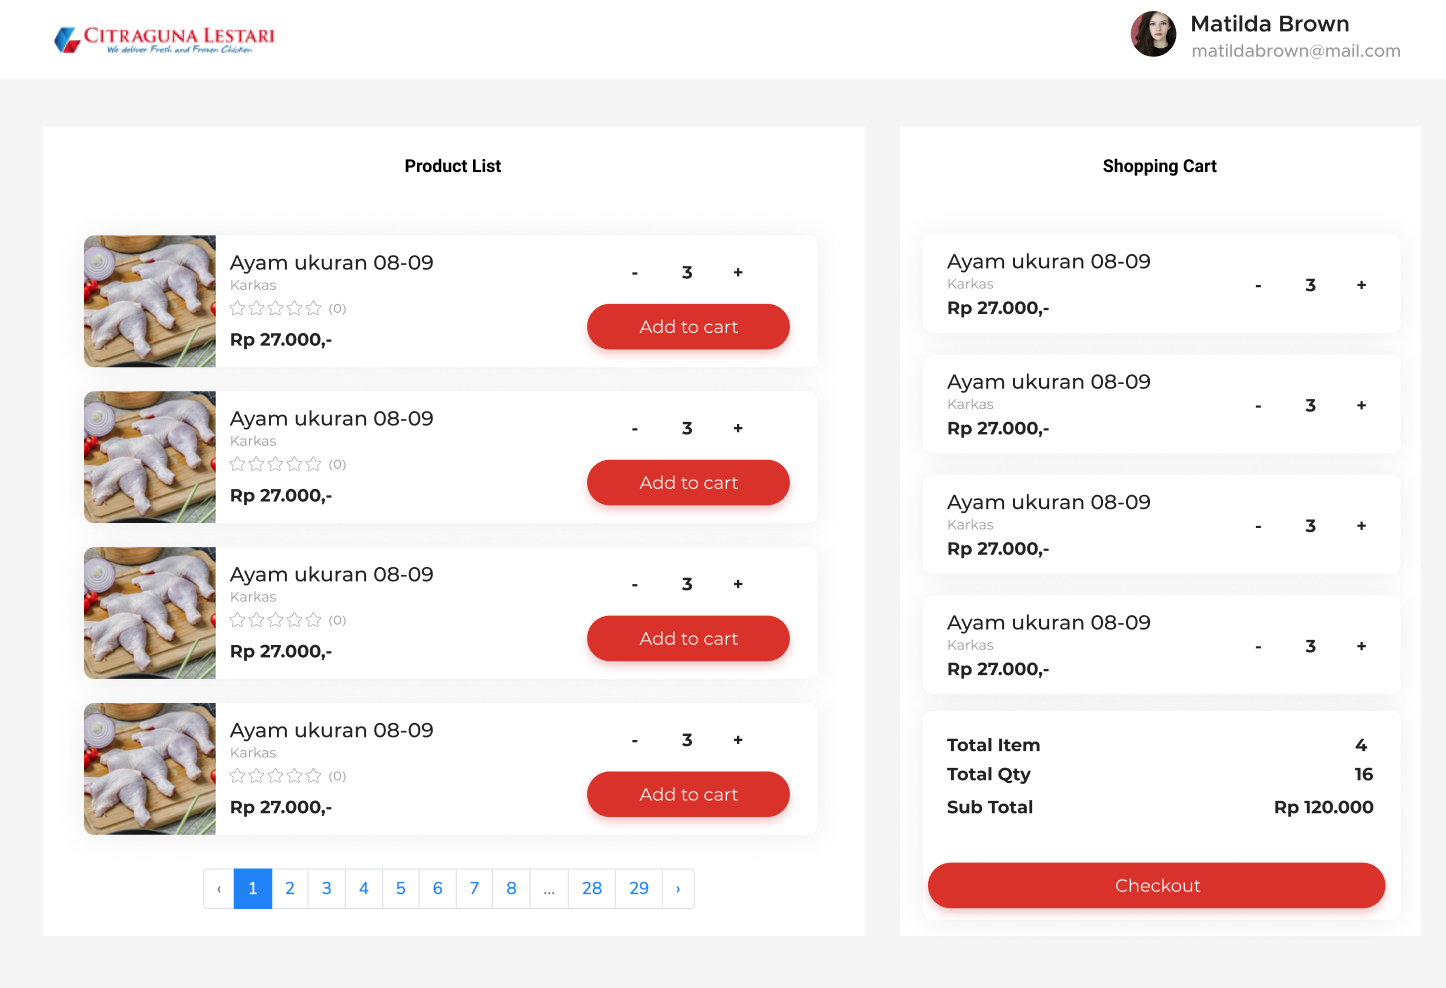 CITRAGUNA LESTARI
We deliver Fresh and Frozen Chicken
Matilda Brown
matildabrown@mail.com
Product List
Ayam ukuran 08-09
Karkas
(0)
Rp 27.000,-
- 3 +
Add to cart
Ayam ukuran 08-09
Karkas
(0)
Rp 27.000,-
- 3 +
Add to cart
Ayam ukuran 08-09
Karkas
(0)
Rp 27.000,-
- 3 +
Add to cart
Ayam ukuran 08-09
Karkas
(0)
Rp 27.000,-
- 3 +
Add to cart
‹ 1 2 3 4 5 6 7 8 ... 28 29 ›
Shopping Cart
Ayam ukuran 08-09
Karkas
Rp 27.000,-
- 3 +
Ayam ukuran 08-09
Karkas
Rp 27.000,-
- 3 +
Ayam ukuran 08-09
Karkas
Rp 27.000,-
- 3 +
Ayam ukuran 08-09
Karkas
Rp 27.000,-
- 3 +
Total Item 4
Total Qty 16
Sub Total Rp 120.000
Checkout